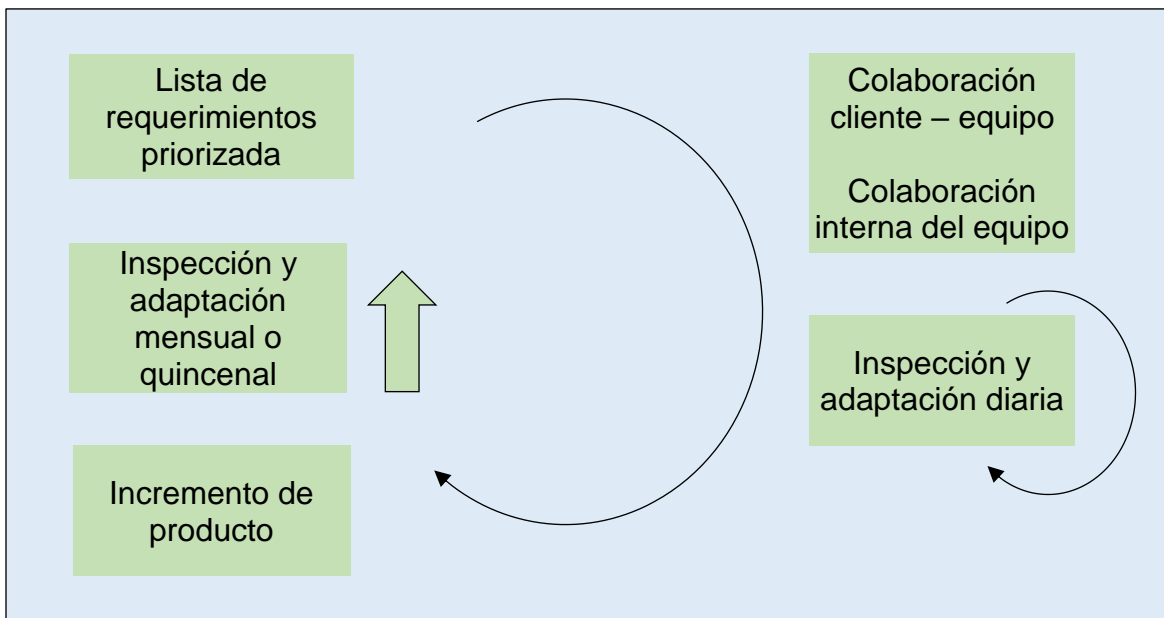 Lista de
requerimientos
priorizada
Inspección y
adaptación
mensual o
quincenal
Incremento de
producto
Colaboración
cliente – equipo
Colaboración
interna del equipo
Inspección y
adaptación diaria